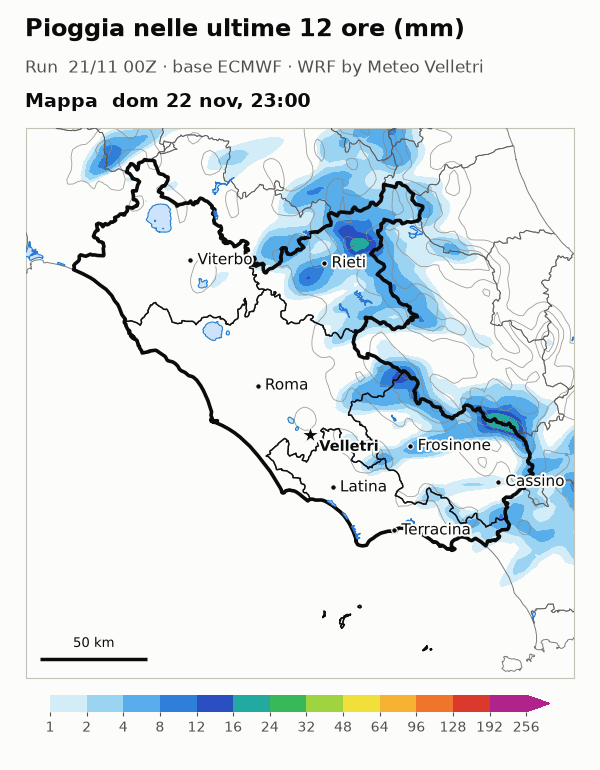 Pioggia nelle ultime 12 ore (mm)
Run 21/11 00Z · base ECMWF · WRF by Meteo Velletri
Mappa dom 22 nov, 23:00
Viterbo
Rieti
Roma
Velletri
Frosinone
Latina
Cassino
Terracina
50 km
1 2 4 8 12 16 24 32 48 64 96 128 192 256